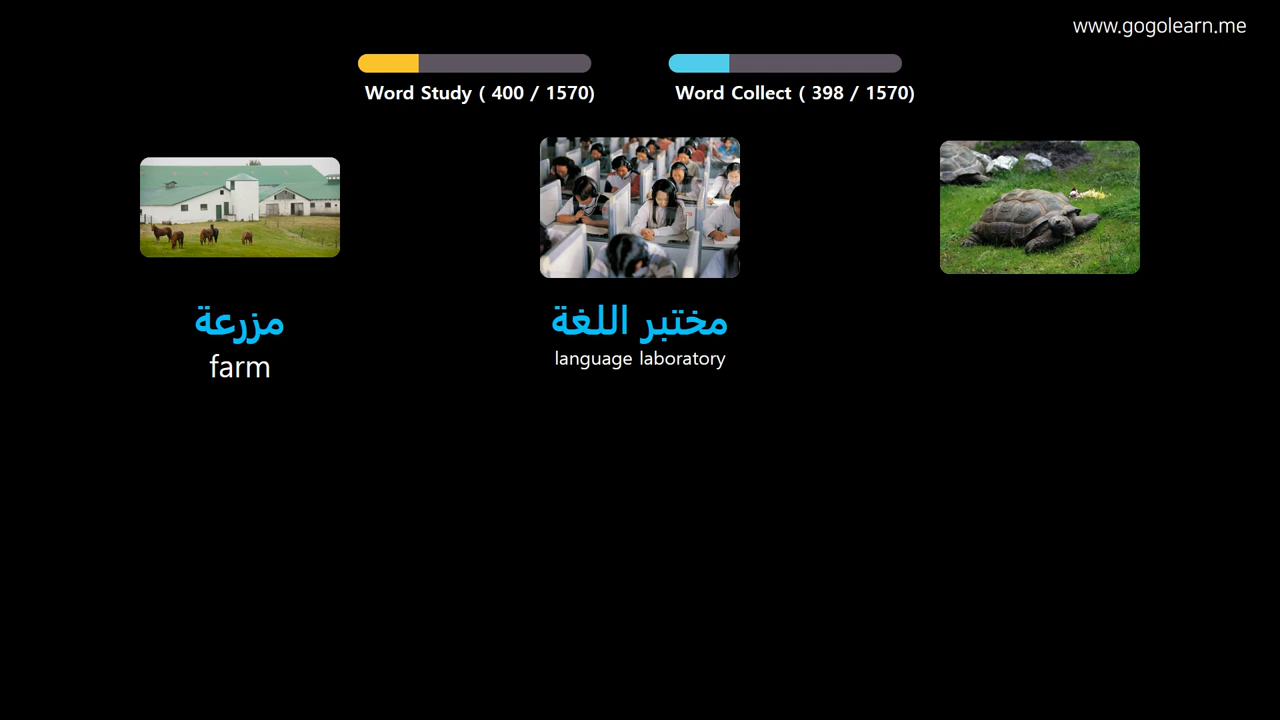 www.gogolearn.me
Word Study ( 400 / 1570)
Word Collect ( 398 / 1570)
مزرعة
farm
مختبر اللغة
language laboratory